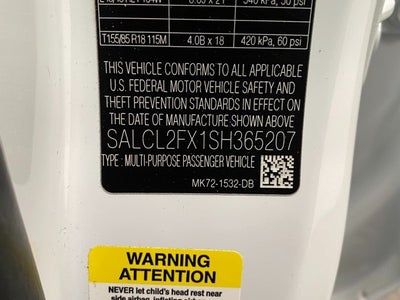 T155/85 R18 115M 4.0B x 18 420 kPa, 60 psi
THIS VEHICLE CONFORMS TO ALL APPLICABLE
U.S. FEDERAL MOTOR VEHICLE SAFETY AND
THEFT PREVENTION STANDARDS IN EFFECT ON
THE DATE OF MANUFACTURE SHOWN ABOVE
SALCL2FX1SH365207
TYPE : MULTI-PURPOSE PASSENGER VEHICLE
MK72-1532-DB
WARNING
ATTENTION
NEVER let child's head rest near